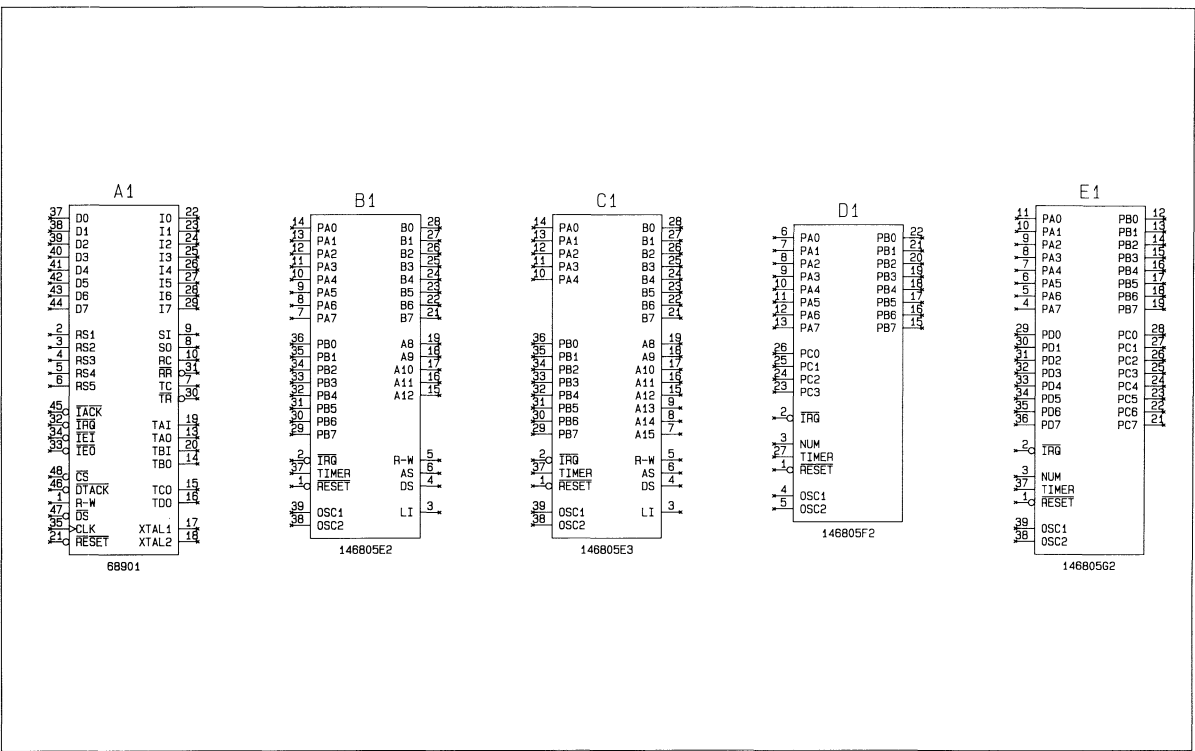 A1
37 D0 I0 22
38 D1 I1 23
39 D2 I2 24
40 D3 I3 25
41 D4 I4 26
42 D5 I5 27
43 D6 I6 28
44 D7 I7 29
2 RS1 SI 9
3 RS2 SO 8
4 RS3 RC 10
5 RS4 RR 31
6 RS5 TC 7
TR 30
45 IACK
32 IRQ TAI 19
34 IEI TAO 13
33 IEO TBI 20
TBO 14
48 CS
46 DTACK TCO 15
1 R-W TDO 16
47 DS
35 CLK XTAL1 17
21 RESET XTAL2 18
68901
B1
14 PA0 B0 28
13 PA1 B1 27
12 PA2 B2 26
11 PA3 B3 25
10 PA4 B4 24
9 PA5 B5 23
8 PA6 B6 22
7 PA7 B7 21
36 PB0 A8 19
35 PB1 A9 18
34 PB2 A10 17
33 PB3 A11 16
32 PB4 A12 15
31 PB5
30 PB6
29 PB7
2 IRQ R-W 5
37 TIMER AS 6
1 RESET DS 4
39 OSC1 LI 3
38 OSC2
146805E2
C1
14 PA0 B0 28
13 PA1 B1 27
12 PA2 B2 26
11 PA3 B3 25
10 PA4 B4 24
B5 23
B6 22
B7 21
36 PB0 A8 19
35 PB1 A9 18
34 PB2 A10 17
33 PB3 A11 16
32 PB4 A12 15
31 PB5 A13 9
30 PB6 A14 8
29 PB7 A15 7
2 IRQ R-W 5
37 TIMER AS 6
1 RESET DS 4
39 OSC1 LI 3
38 OSC2
146805E3
D1
6 PA0 PB0 22
7 PA1 PB1 21
8 PA2 PB2 20
9 PA3 PB3 19
10 PA4 PB4 18
11 PA5 PB5 17
12 PA6 PB6 16
13 PA7 PB7 15
26 PC0
25 PC1
24 PC2
23 PC3
2 IRQ
3 NUM
27 TIMER
1 RESET
4 OSC1
5 OSC2
146805F2
E1
11 PA0 PB0 12
10 PA1 PB1 13
9 PA2 PB2 14
8 PA3 PB3 15
7 PA4 PB4 16
6 PA5 PB5 17
5 PA6 PB6 18
4 PA7 PB7 19
29 PD0 PC0 28
30 PD1 PC1 27
31 PD2 PC2 26
32 PD3 PC3 25
33 PD4 PC4 24
34 PD5 PC5 23
35 PD6 PC6 22
36 PD7 PC7 21
2 IRQ
3 NUM
37 TIMER
1 RESET
39 OSC1
38 OSC2
146805G2